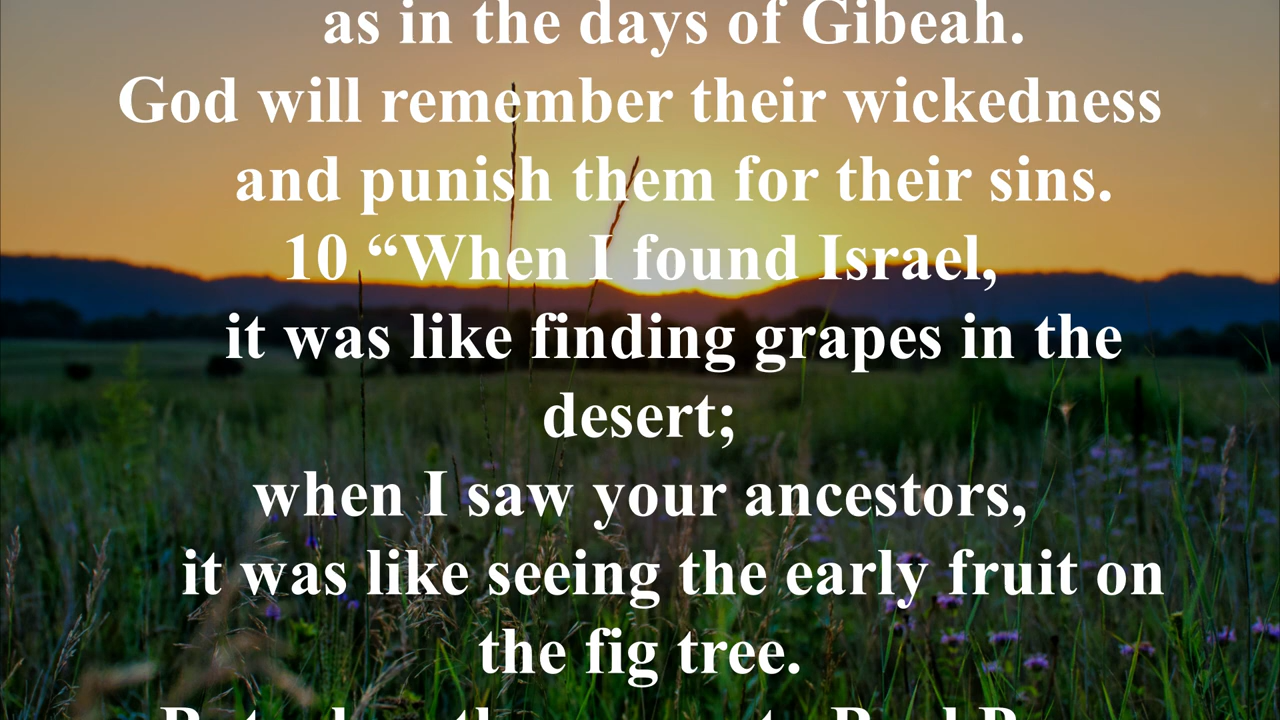 as in the days of Gibeah.
God will remember their wickedness
and punish them for their sins.
10 “When I found Israel,
it was like finding grapes in the
desert;
when I saw your ancestors,
it was like seeing the early fruit on
the fig tree.